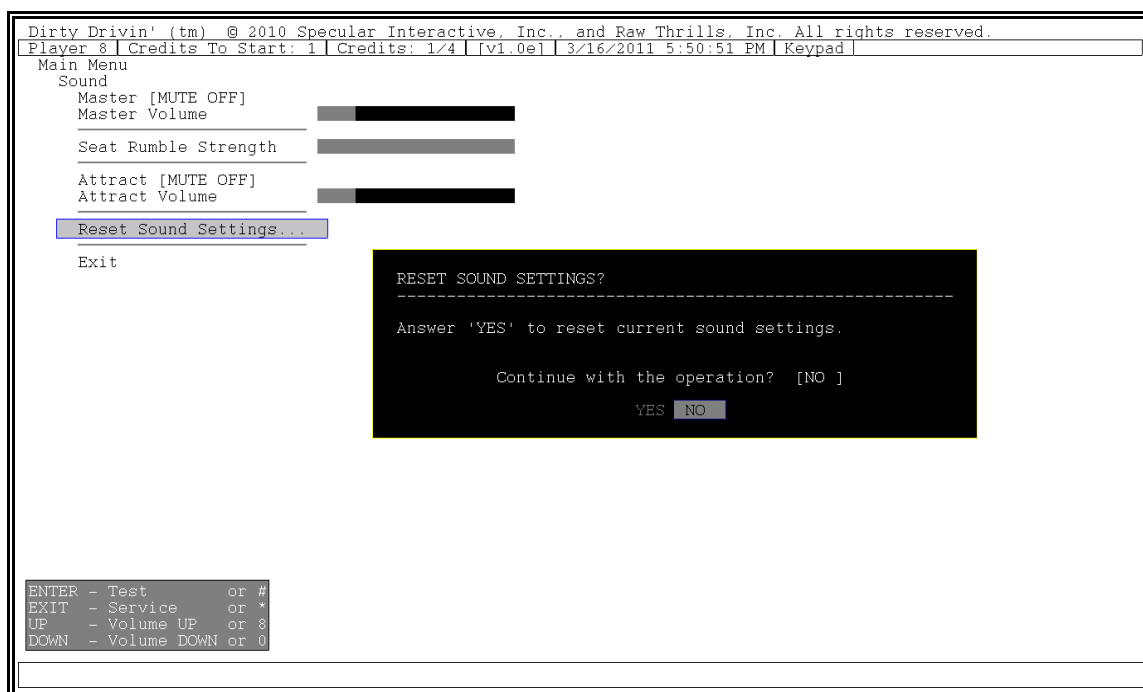 Dirty Drivin' (tm)  © 2010 Specular Interactive, Inc., and Raw Thrills, Inc. All rights reserved.
Player 8 | Credits To Start: 1 | Credits: 1/4 | [v1.0e] | 3/16/2011 5:50:51 PM | Keypad |
Main Menu
Sound
Master [MUTE OFF]
Master Volume
Seat Rumble Strength
Attract [MUTE OFF]
Attract Volume
Reset Sound Settings...
Exit
RESET SOUND SETTINGS?
--------------------------------------------------------
Answer 'YES' to reset current sound settings.
Continue with the operation?  [NO ]
YES NO
ENTER - Test        or #
EXIT  - Service     or *
UP    - Volume UP   or 8
DOWN  - Volume DOWN or 0